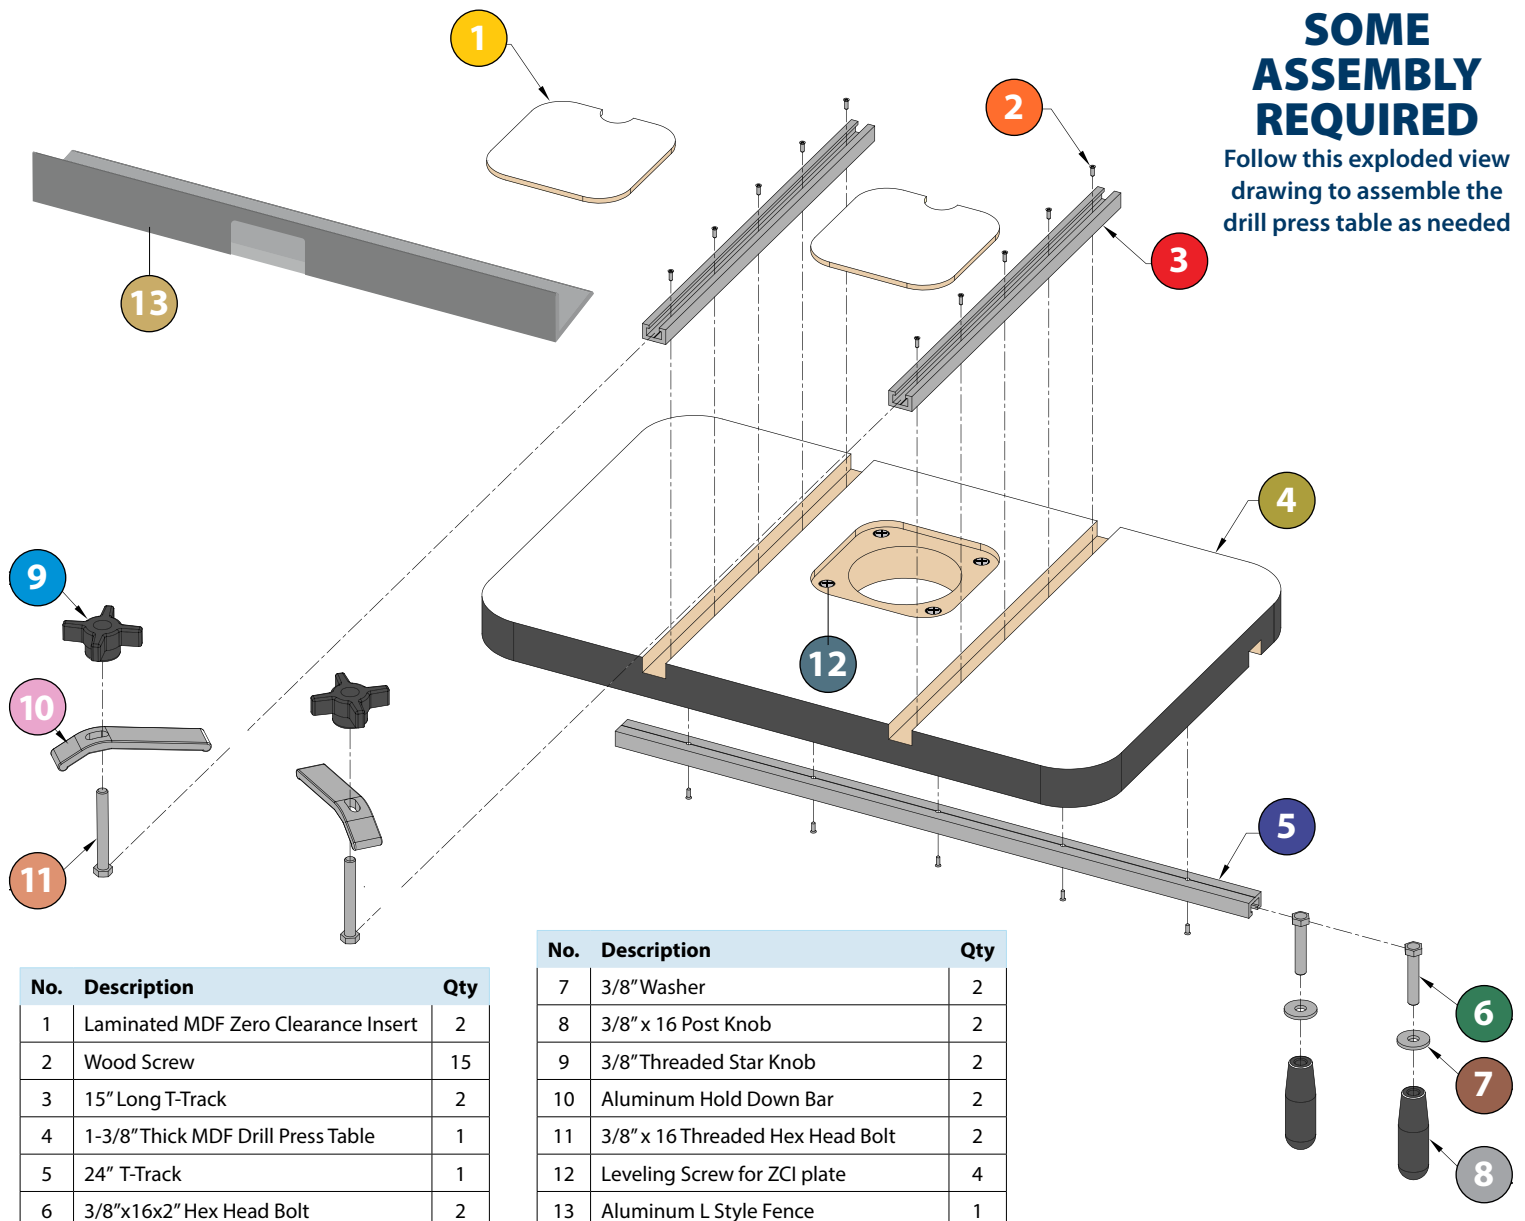 SOME
ASSEMBLY
REQUIRED
Follow this exploded view
drawing to assemble the
drill press table as needed
1
2
3
13
4
9
12
10
5
11
6
7
8
No. Description Qty
1 Laminated MDF Zero Clearance Insert 2
2 Wood Screw 15
3 15" Long T-Track 2
4 1-3/8" Thick MDF Drill Press Table 1
5 24" T-Track 1
6 3/8"x16x2" Hex Head Bolt 2
No. Description Qty
7 3/8" Washer 2
8 3/8" x 16 Post Knob 2
9 3/8" Threaded Star Knob 2
10 Aluminum Hold Down Bar 2
11 3/8" x 16 Threaded Hex Head Bolt 2
12 Leveling Screw for ZCI plate 4
13 Aluminum L Style Fence 1